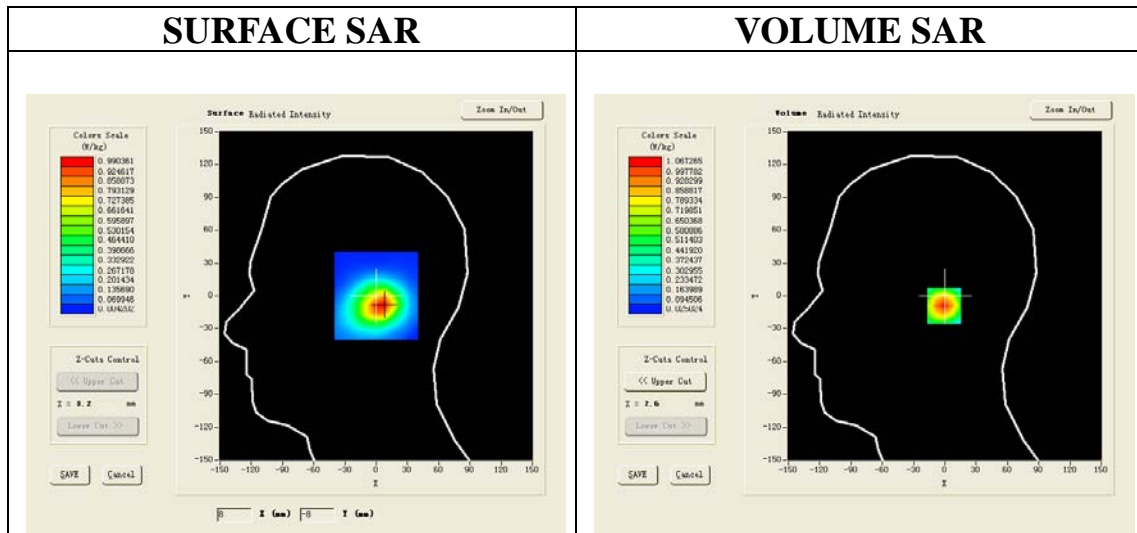 SURFACE SAR
VOLUME SAR
Surface Radiated Intensity
Zoom In/Out
Colors Scale
(W/kg)
0.990361
0.924617
0.858873
0.793129
0.727385
0.661641
0.595897
0.530154
0.464410
0.398666
0.332922
0.267178
0.201434
0.135690
0.069946
0.004202
150
120
90
60
30
0
-30
-60
-90
-120
-150
Y
-150 -120 -90 -60 -30 0 30 60 90 120 150
X
Z-Cuts Control
<< Upper Cut
mm
Lower Cut >>
SAVE
Cancel
8 X (mm) -8 Y (mm)
Volume Radiated Intensity
Zoom In/Out
Colors Scale
(W/kg)
1.067265
0.997782
0.928299
0.858817
0.789334
0.719851
0.650368
0.580886
0.511403
0.441920
0.372437
0.302955
0.233472
0.163989
0.094506
0.025024
150
120
90
60
30
0
-30
-60
-90
-120
-150
Y
-150 -120 -90 -60 -30 0 30 60 90 120 150
X
Z-Cuts Control
<< Upper Cut
mm
Lower Cut >>
SAVE
Cancel